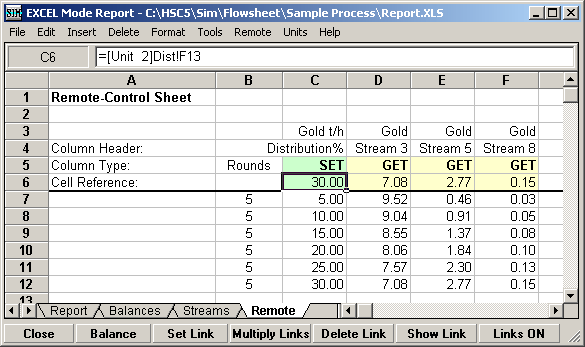 SIM EXCEL Mode Report - C:\HSC5\Sim\Flowsheet\Sample Process\Report.XLS
File Edit Insert Delete Format Tools Remote Units Help
C6 =[Unit 2]Dist!F13
A B C D E F
1 Remote-Control Sheet
2
3 Gold t/h Gold Gold Gold
4 Column Header: Distribution% Stream 3 Stream 5 Stream 8
5 Column Type: Rounds SET GET GET GET
6 Cell Reference: 30.00 7.08 2.77 0.15
7 5 5.00 9.52 0.46 0.03
8 5 10.00 9.04 0.91 0.05
9 5 15.00 8.55 1.37 0.08
10 5 20.00 8.06 1.84 0.10
11 5 25.00 7.57 2.30 0.13
12 5 30.00 7.08 2.77 0.15
13
Report Balances Streams Remote
Close Balance Set Link Multiply Links Delete Link Show Link Links ON